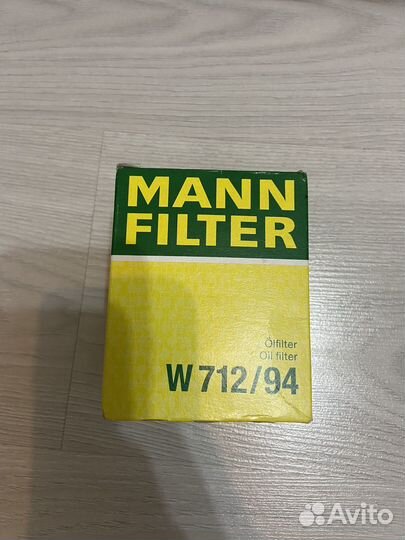 MANN
FILTER
Ölfilter
Oil filter
W 712/94
Avito